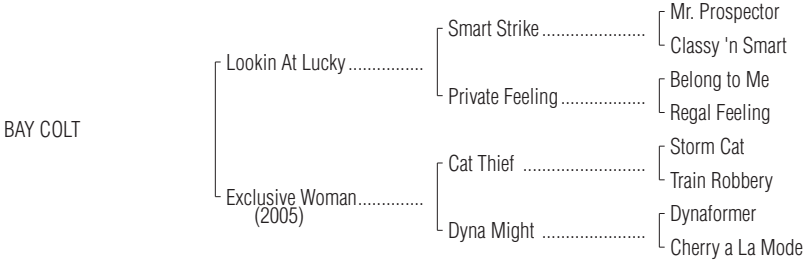 Mr. Prospector
Smart Strike ......................
Classy 'n Smart
Lookin At Lucky ................
Belong to Me
Private Feeling ..................
Regal Feeling
BAY COLT
Storm Cat
Cat Thief ..........................
Train Robbery
Exclusive Woman..............
(2005)
Dynaformer
Dyna Might ......................
Cherry a La Mode